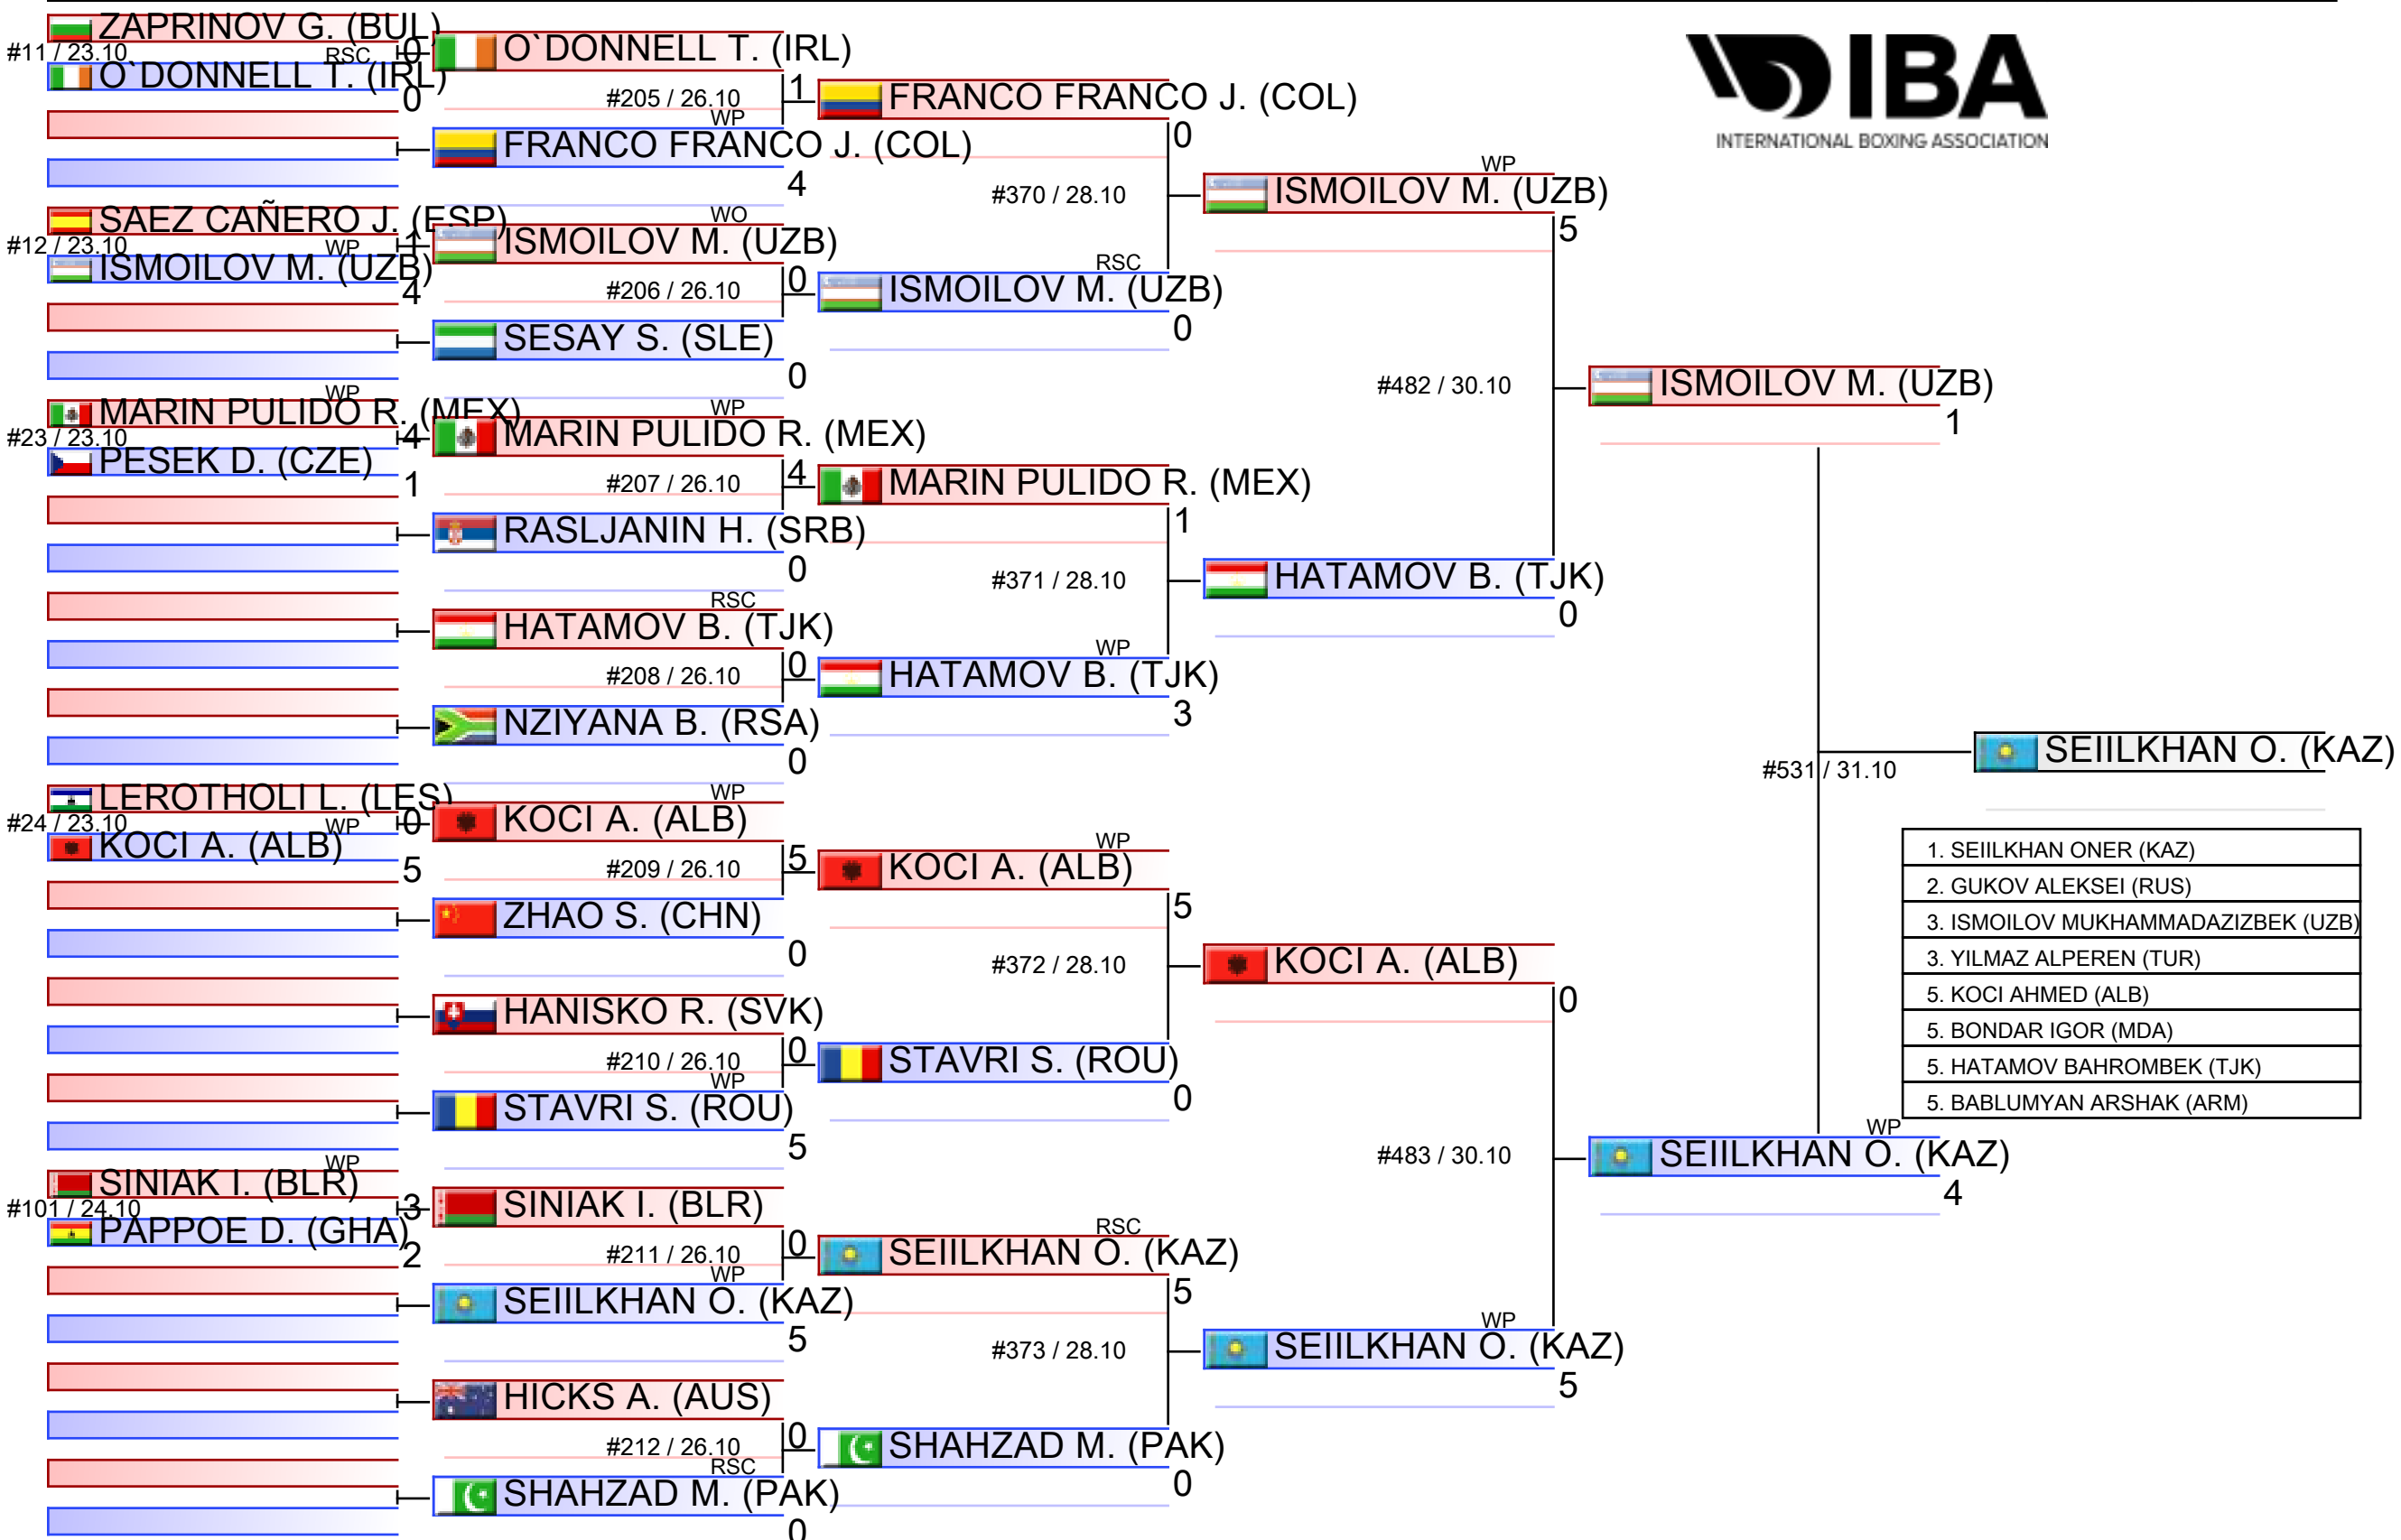 IBA
INTERNATIONAL BOXING ASSOCIATION
ZAPRINOV G. (BUL)
0
#11 / 23.10
RSC
O`DONNELL T. (IRL)
0
SAEZ CAÑERO J. (ESP)
1
#12 / 23.10
WP
ISMOILOV M. (UZB)
4
WP
MARIN PULIDO R. (MEX)
4
#23 / 23.10
PESEK D. (CZE)
1
LEROTHOLI L. (LES)
0
#24 / 23.10
WP
KOCI A. (ALB)
5
WP
SINIAK I. (BLR)
3
#101 / 24.10
PAPPOE D. (GHA)
2
O`DONNELL T. (IRL)
1
#205 / 26.10
WP
FRANCO FRANCO J. (COL)
4
WO
ISMOILOV M. (UZB)
0
#206 / 26.10
SESAY S. (SLE)
0
WP
MARIN PULIDO R. (MEX)
4
#207 / 26.10
RASLJANIN H. (SRB)
0
RSC
HATAMOV B. (TJK)
0
#208 / 26.10
NZIYANA B. (RSA)
0
WP
KOCI A. (ALB)
5
#209 / 26.10
ZHAO S. (CHN)
0
HANISKO R. (SVK)
0
#210 / 26.10
WP
STAVRI S. (ROU)
5
SINIAK I. (BLR)
0
#211 / 26.10
WP
SEIILKHAN O. (KAZ)
5
HICKS A. (AUS)
0
#212 / 26.10
RSC
SHAHZAD M. (PAK)
0
FRANCO FRANCO J. (COL)
0
#370 / 28.10
RSC
ISMOILOV M. (UZB)
0
MARIN PULIDO R. (MEX)
1
#371 / 28.10
WP
HATAMOV B. (TJK)
3
WP
KOCI A. (ALB)
5
#372 / 28.10
STAVRI S. (ROU)
0
RSC
SEIILKHAN O. (KAZ)
5
#373 / 28.10
SHAHZAD M. (PAK)
0
WP
ISMOILOV M. (UZB)
5
#482 / 30.10
HATAMOV B. (TJK)
0
KOCI A. (ALB)
0
#483 / 30.10
WP
SEIILKHAN O. (KAZ)
5
ISMOILOV M. (UZB)
1
#531 / 31.10
WP
SEIILKHAN O. (KAZ)
4
SEIILKHAN O. (KAZ)
1. SEIILKHAN ONER (KAZ)
2. GUKOV ALEKSEI (RUS)
3. ISMOILOV MUKHAMMADAZIZBEK (UZB)
3. YILMAZ ALPEREN (TUR)
5. KOCI AHMED (ALB)
5. BONDAR IGOR (MDA)
5. HATAMOV BAHROMBEK (TJK)
5. BABLUMYAN ARSHAK (ARM)